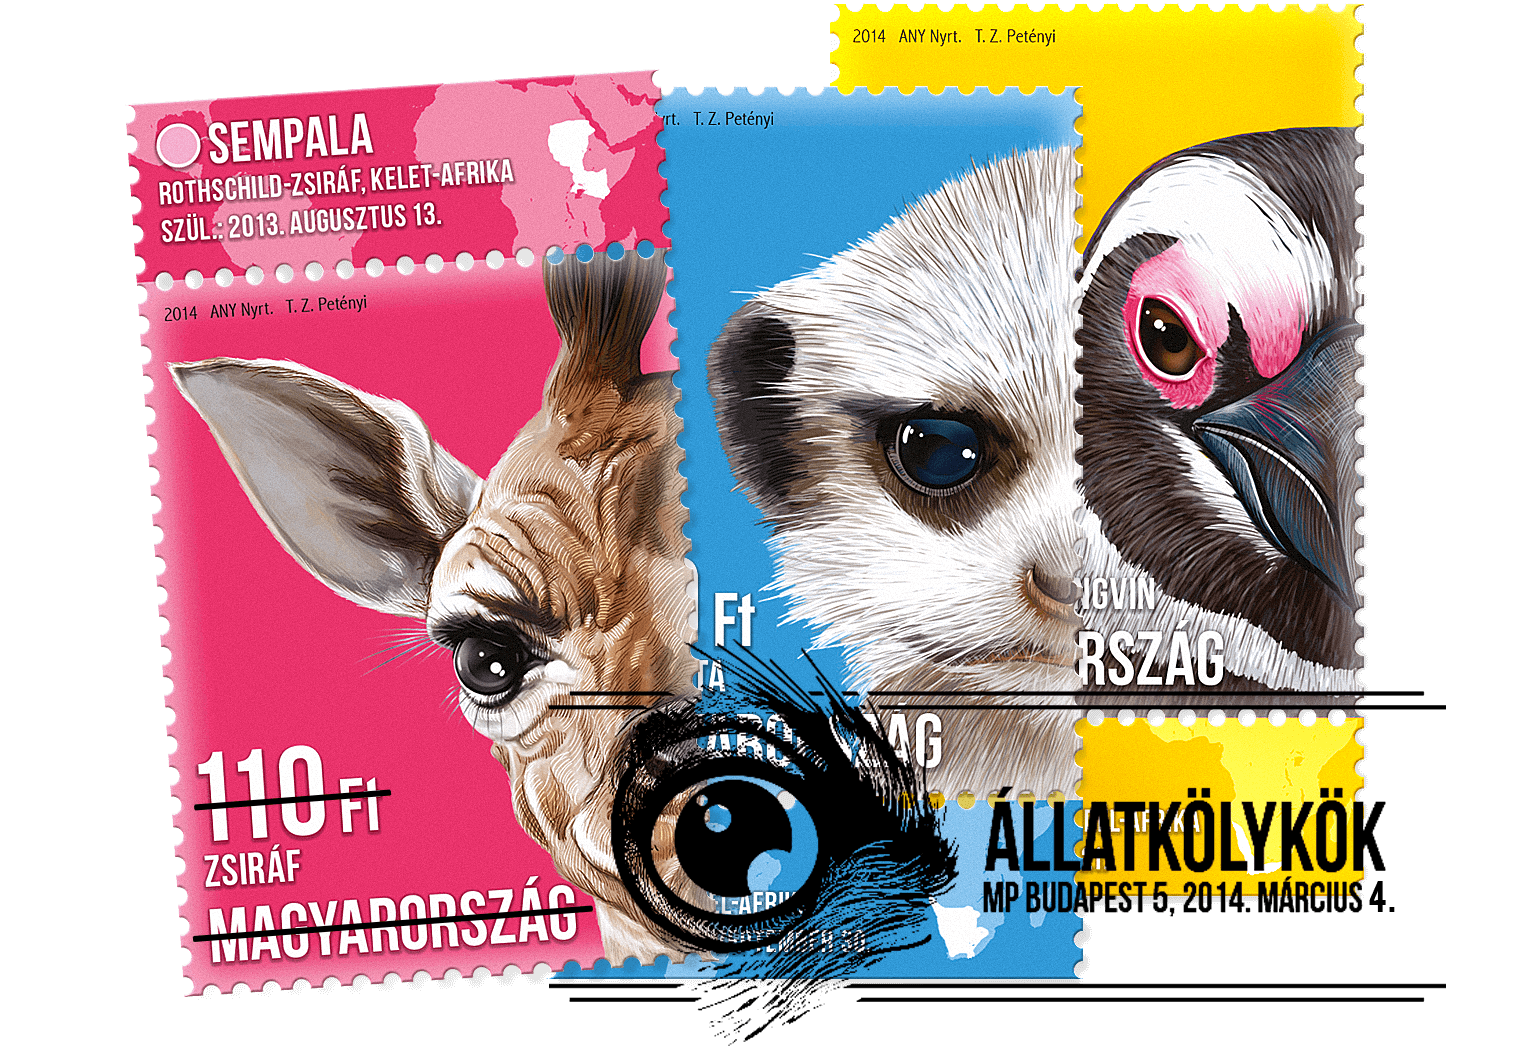 2014 ANY Nyrt. T. Z. Petényi
T. Z. Petényi
SEMPALA
ROTHSCHILD-ZSIRÁF, KELET-AFRIKA
SZÜL.: 2013. AUGUSZTUS 13.
2014 ANY Nyrt. T. Z. Petényi
Ft
110 Ft
ZSIRÁF
MAGYARORSZÁG
ÁLLATKÖLYKÖK
MP BUDAPEST 5, 2014. MÁRCIUS 4.